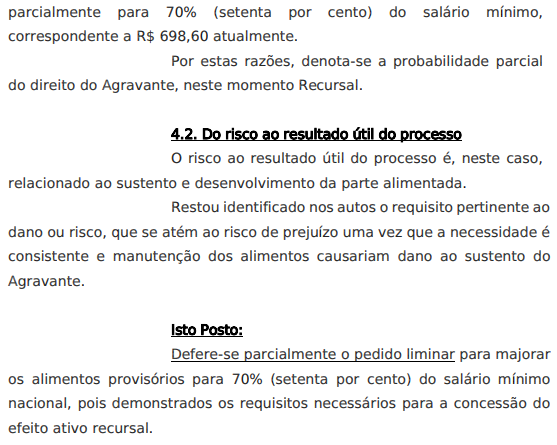 parcialmente para 70% (setenta por cento) do salário mínimo,
correspondente a R$ 698,60 atualmente.
Por estas razões, denota-se a probabilidade parcial
do direito do Agravante, neste momento Recursal.
4.2. Do risco ao resultado útil do processo
O risco ao resultado útil do processo é, neste caso,
relacionado ao sustento e desenvolvimento da parte alimentada.
Restou identificado nos autos o requisito pertinente ao
dano ou risco, que se atém ao risco de prejuízo uma vez que a necessidade é
consistente e manutenção dos alimentos causariam dano ao sustento do
Agravante.
Isto Posto:
Defere-se parcialmente o pedido liminar para majorar
os alimentos provisórios para 70% (setenta por cento) do salário mínimo
nacional, pois demonstrados os requisitos necessários para a concessão do
efeito ativo recursal.